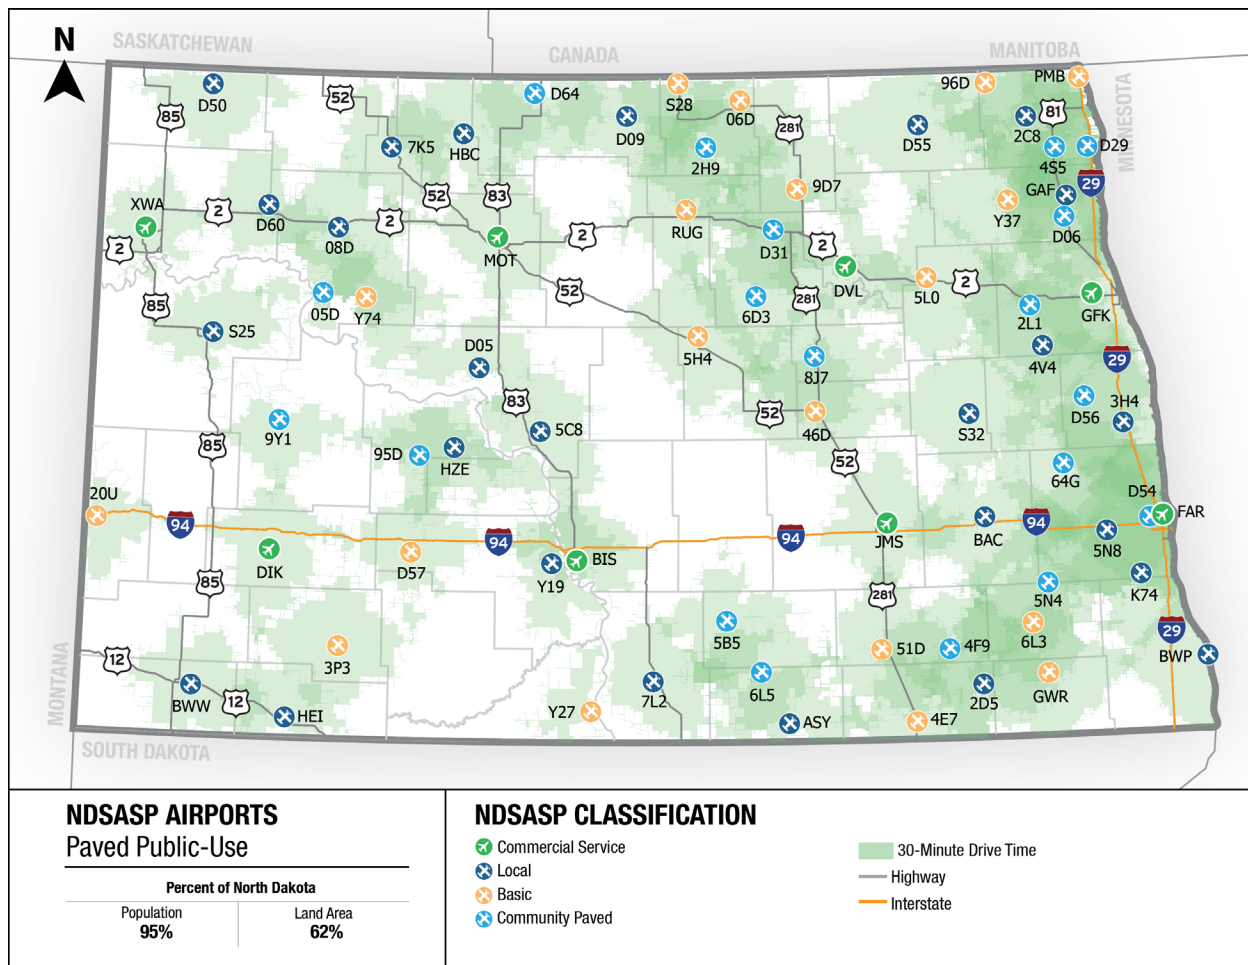 N
SASKATCHEWAN
CANADA
MANITOBA
MINESOTA
MONTANA
SOUTH DAKOTA
D50
85
52
D64
S28
06D
96D
PMB
7K5
HBC
D09
2H9
281
D55
2C8
81
4S5
D29
XWA
2
D60
08D
2
52
83
MOT
2
RUG
9D7
D31
2
Y37
GAF
29
D06
2
85
05D
Y74
52
6D3
281
DVL
5L0
2
2L1
GFK
S25
D05
5H4
8J7
4V4
29
9Y1
83
52
46D
S32
D56
3H4
85
95D
HZE
5C8
52
64G
20U
94
94
94
JMS
BAC
94
D54
FAR
5N8
DIK
D57
Y19
BIS
85
281
5N4
K74
12
3P3
5B5
51D
4F9
6L3
29
BWP
BWW
12
HEI
Y27
7L2
6L5
ASY
4E7
2D5
GWR
NDSASP AIRPORTS
Paved Public-Use
Percent of North Dakota
Population Land Area
95% 62%
NDSASP CLASSIFICATION
Commercial Service
Local
Basic
Community Paved
30-Minute Drive Time
Highway
Interstate